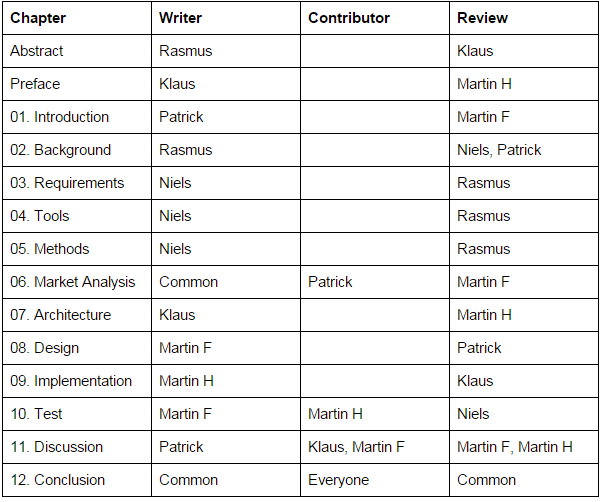 Chapter Writer Contributor Review
Abstract Rasmus Klaus
Preface Klaus Martin H
01. Introduction Patrick Martin F
02. Background Rasmus Niels, Patrick
03. Requirements Niels Rasmus
04. Tools Niels Rasmus
05. Methods Niels Rasmus
06. Market Analysis Common Patrick Martin F
07. Architecture Klaus Martin H
08. Design Martin F Patrick
09. Implementation Martin H Klaus
10. Test Martin F Martin H Niels
11. Discussion Patrick Klaus, Martin F Martin F, Martin H
12. Conclusion Common Everyone Common